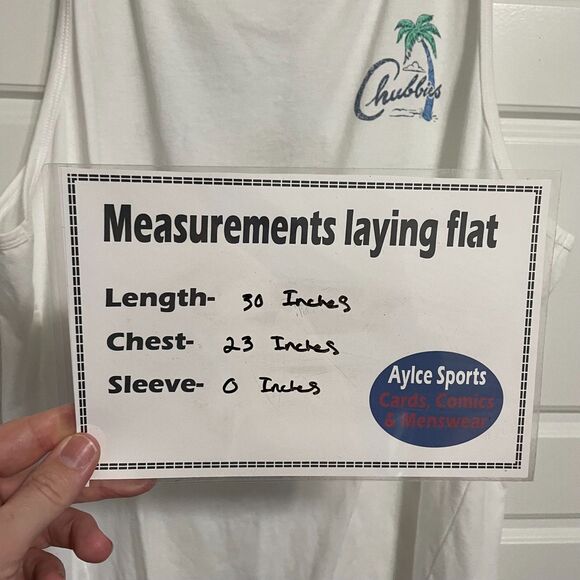 Chubbies
Measurements laying flat
Length- 30 Inches
Chest- 23 Inches
Sleeve- 0 Inches
Aylce Sports
Cards, Comics
& Menswear